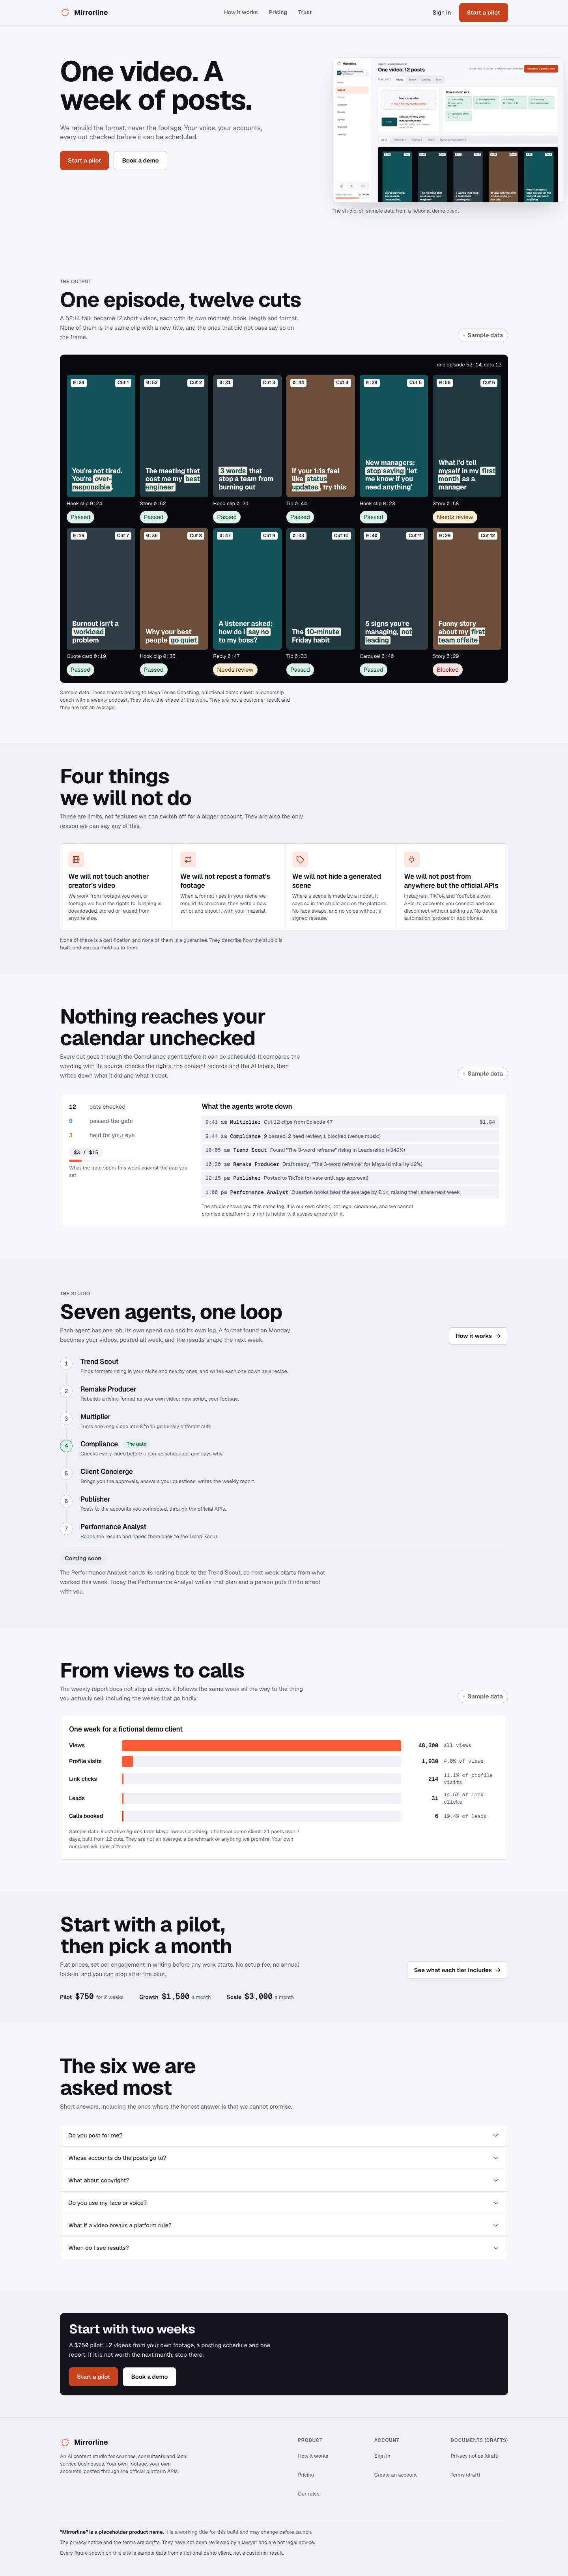 Mirrorline
How it works
Pricing
Trust
Sign in
Start a pilot
One video. A
week of posts.
We rebuild the format, never the footage. Your voice, your accounts,
every cut checked before it can be scheduled.
Start a pilot
Book a demo
One video, 12 posts
The studio, on sample data from a fictional demo client.
THE OUTPUT
One episode, twelve cuts
A 52:14 talk became 12 short videos, each with its own moment, hook, length and format.
None of them is the same clip with a new title, and the ones that did not pass say so on
the frame.
Sample data
one episode 52:14, cuts 12
0:24 Cut 1
You're not tired.
You're over-
responsible.
Hook clip 0:24
Passed
0:52 Cut 2
The meeting that
cost me my best
engineer
Story 0:52
Passed
0:31 Cut 3
3 words that
stop a team from
burning out
Hook clip 0:31
Passed
0:44 Cut 4
If your 1:1s feel
like status
updates, try this
Tip 0:44
Passed
0:28 Cut 5
New managers:
stop saying 'let
me know if you
need anything'
Hook clip 0:28
Passed
0:58 Cut 6
What I'd tell
myself in my first
month as a
manager
Story 0:58
Needs review
0:19 Cut 7
Burnout isn't a
workload
problem
Quote card 0:19
Passed
0:36 Cut 8
Why your best
people go quiet
Hook clip 0:36
Passed
0:47 Cut 9
A listener asked:
how do I say no
to my boss?
Reply 0:47
Needs review
0:33 Cut 10
The 10-minute
Friday habit
Tip 0:33
Passed
0:40 Cut 11
5 signs you're
managing, not
leading
Carousel 0:40
Passed
0:29 Cut 12
Funny story
about my first
team offsite
Story 0:29
Blocked
Sample data. These frames belong to Maya Torres Coaching, a fictional demo client: a leadership
coach with a weekly podcast. They show the shape of the work. They are not a customer result and
they are not an average.
Four things
we will not do
These are limits, not features we can switch off for a bigger account. They are also the only
reason we can say any of this.
We will not touch another
creator's video
We work from footage you own, or
footage we hold the rights to. Nothing is
downloaded, stored or reused from
anyone else.
We will not repost a format's
footage
When a format rises in your niche we
rebuild its structure, then write a new
script and shoot it with your material.
We will not hide a generated
scene
Where a scene is made by a model, it
says so in the studio and on the platform.
No face swaps, and no voice without a
signed release.
We will not post from
anywhere but the official APIs
Instagram, TikTok and YouTube's own
APIs, to accounts you connect and can
disconnect without asking us. No device
automation, proxies or app clones.
None of these is a certification and none of them is a guarantee. They describe how the studio is
built, and you can hold us to them.
Nothing reaches your
calendar unchecked
Every cut goes through the Compliance agent before it can be scheduled. It compares the
wording with its source, checks the rights, the consent records and the AI labels, then
writes down what it did and what it cost.
Sample data
12 cuts checked
9 passed the gate
3 held for your eye
$3 / $15
What the gate spent this week against the cap you
set
What the agents wrote down
9:41 am Multiplier Cut 12 clips from Episode 47 $1.84
9:44 am Compliance 9 passed, 2 need review, 1 blocked (venue music)
10:05 am Trend Scout Found "The 3-word reframe" rising in Leadership (+340%)
10:20 am Remake Producer Draft ready: "The 3-word reframe" for Maya (similarity 12%)
12:15 pm Publisher Posted to TikTok (private until app approval)
1:00 pm Performance Analyst Question hooks beat the average by 2.1×; raising their share next week
The studio shows you this same log. It is our own check, not legal clearance, and we cannot
promise a platform or a rights holder will always agree with it.
THE STUDIO
Seven agents, one loop
Each agent has one job, its own spend cap and its own log. A format found on Monday
becomes your videos, posted all week, and the results shape the next week.
How it works →
1 Trend Scout
Finds formats rising in your niche and nearby ones, and writes each one down as a recipe.
2 Remake Producer
Rebuilds a rising format as your own video: new script, your footage.
3 Multiplier
Turns one long video into 8 to 15 genuinely different cuts.
4 Compliance The gate
Checks every video before it can be scheduled, and says why.
5 Client Concierge
Brings you the approvals, answers your questions, writes the weekly report.
6 Publisher
Posts to the accounts you connected, through the official APIs.
7 Performance Analyst
Reads the results and hands them back to the Trend Scout.
Coming soon
The Performance Analyst hands its ranking back to the Trend Scout, so next week starts from what
worked this week. Today the Performance Analyst writes that plan and a person puts it into effect
with you.
From views to calls
The weekly report does not stop at views. It follows the same week all the way to the thing
you actually sell, including the weeks that go badly.
Sample data
One week for a fictional demo client
Views 48,300 all views
Profile visits 1,930 4.0% of views
Link clicks 214 11.1% of profile
visits
Leads 31 14.5% of link
clicks
Calls booked 6 19.4% of leads
Sample data. Illustrative figures from Maya Torres Coaching, a fictional demo client: 21 posts over 7
days, built from 12 cuts. They are not an average, a benchmark or anything we promise. Your own
numbers will look different.
Start with a pilot,
then pick a month
Flat prices, set per engagement in writing before any work starts. No setup fee, no annual
lock-in, and you can stop after the pilot.
See what each tier includes →
Pilot $750 for 2 weeks
Growth $1,500 a month
Scale $3,000 a month
The six we are
asked most
Short answers, including the ones where the honest answer is that we cannot promise.
Do you post for me?
Whose accounts do the posts go to?
What about copyright?
Do you use my face or voice?
What if a video breaks a platform rule?
When do I see results?
Start with two weeks
A $750 pilot: 12 videos from your own footage, a posting schedule and one
report. If it is not worth the next month, stop there.
Start a pilot
Book a demo
Mirrorline
An AI content studio for coaches, consultants and local
service businesses. Your own footage, your own
accounts, posted through the official platform APIs.
PRODUCT
How it works
Pricing
Our rules
ACCOUNT
Sign in
Create an account
DOCUMENTS (DRAFTS)
Privacy notice (draft)
Terms (draft)
"Mirrorline" is a placeholder product name. It is a working title for this build and may change before launch.
The privacy notice and the terms are drafts. They have not been reviewed by a lawyer and are not legal advice.
Every figure shown on this site is sample data from a fictional demo client, not a customer result.